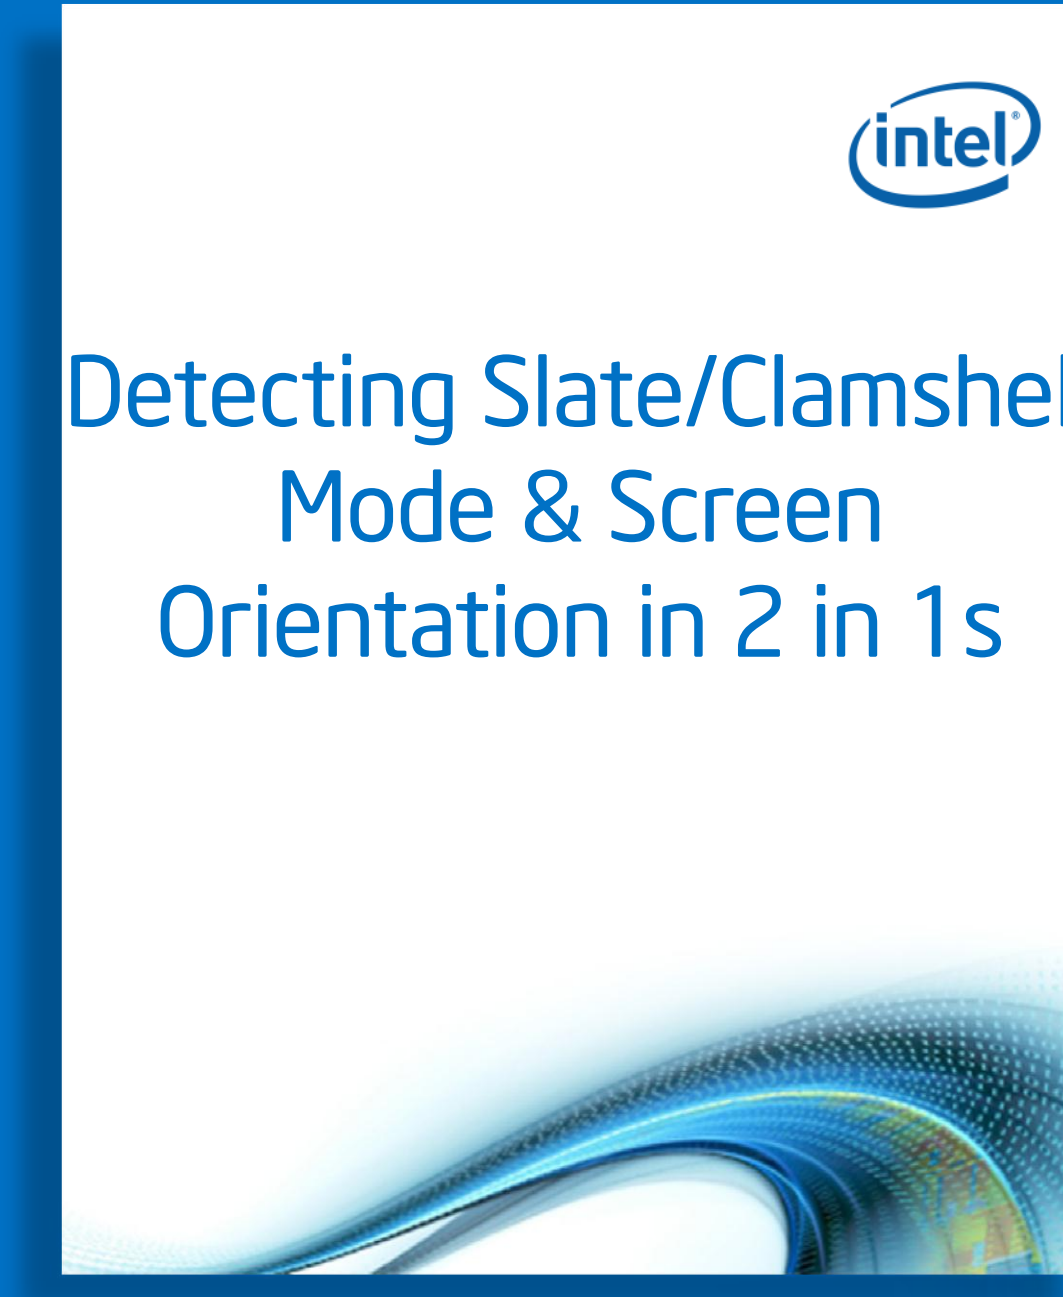 intel®
Detecting Slate/Clamshel
Mode & Screen
Orientation in 2 in 1s